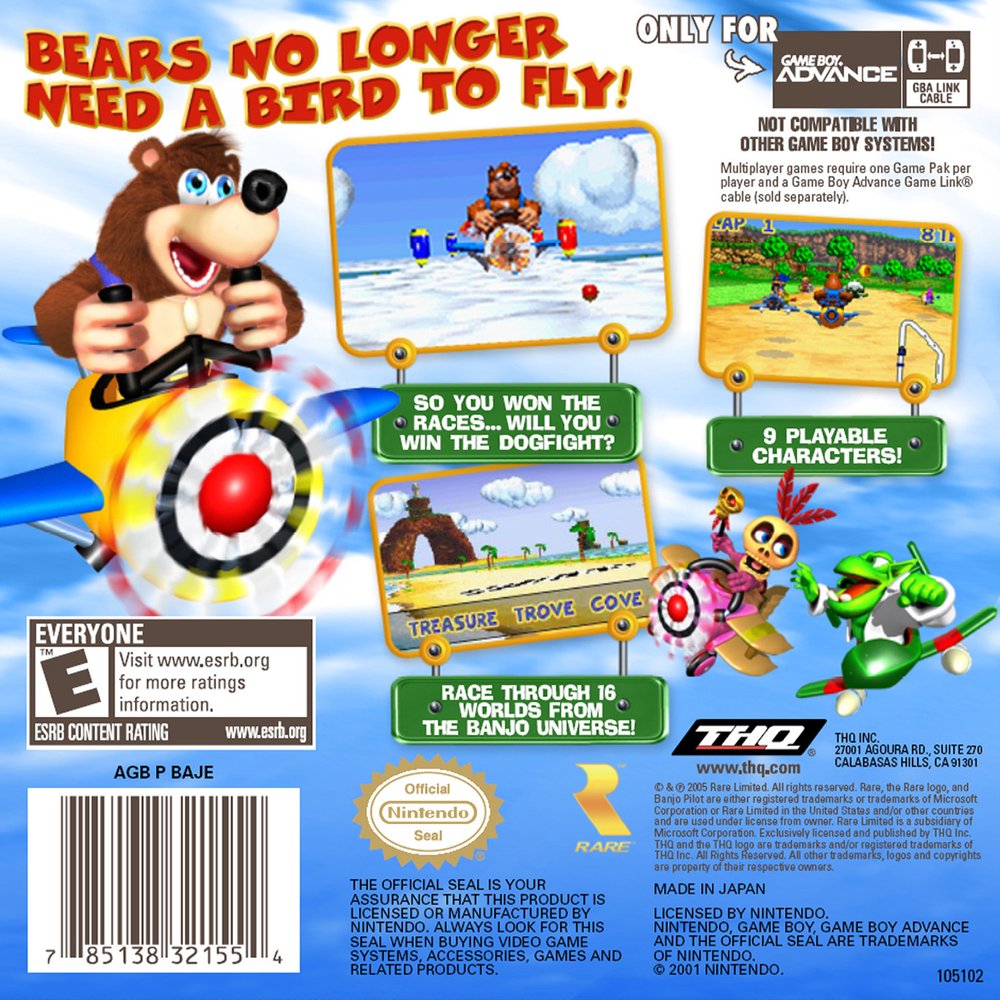 BEARS NO LONGER
NEED A BIRD TO FLY!
ONLY FOR
GAME BOY
ADVANCE
GBA LINK
CABLE
NOT COMPATIBLE WITH
OTHER GAME BOY SYSTEMS!
Multiplayer games require one Game Pak per
player and a Game Boy Advance Game Link®
cable (sold separately).
LAP 1
8TH
SO YOU WON THE
RACES... WILL YOU
WIN THE DOGFIGHT?
9 PLAYABLE
CHARACTERS!
TREASURE TROVE COVE
RACE THROUGH 16
WORLDS FROM
THE BANJO UNIVERSE!
EVERYONE
E
TM
Visit www.esrb.org
for more ratings
information.
ESRB CONTENT RATING www.esrb.org
AGB P BAJE
7 85138 32155 4
Official
Nintendo
Seal
®
RARE
THE OFFICIAL SEAL IS YOUR
ASSURANCE THAT THIS PRODUCT IS
LICENSED OR MANUFACTURED BY
NINTENDO. ALWAYS LOOK FOR THIS
SEAL WHEN BUYING VIDEO GAME
SYSTEMS, ACCESSORIES, GAMES AND
RELATED PRODUCTS.
THQ®
www.thq.com
THQ INC.
27001 AGOURA RD., SUITE 270
CALABASAS HILLS, CA 91301
© & ℗ 2005 Rare Limited. All rights reserved. Rare, the Rare logo, and
Banjo Pilot are either registered trademarks or trademarks of Microsoft
Corporation or Rare Limited in the United States and/or other countries
and are used under license from owner. Rare Limited is a subsidiary of
Microsoft Corporation. Exclusively licensed and published by THQ Inc.
THQ and the THQ logo are trademarks and/or registered trademarks of
THQ Inc. All Rights Reserved. All other trademarks, logos and copyrights
are property of their respective owners.
MADE IN JAPAN
LICENSED BY NINTENDO.
NINTENDO, GAME BOY, GAME BOY ADVANCE
AND THE OFFICIAL SEAL ARE TRADEMARKS
OF NINTENDO.
© 2001 NINTENDO.
105102